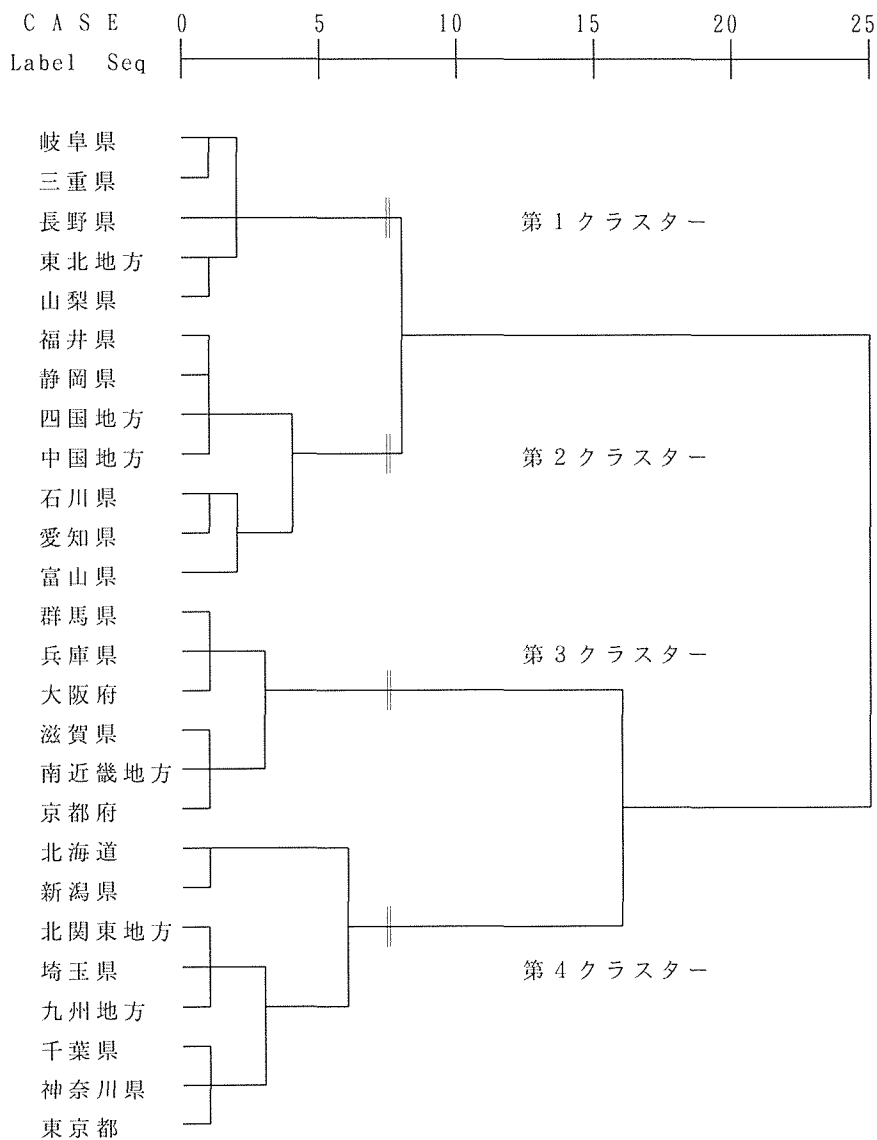 CASE 0 5 10 15 20 25
Label Seq
岐阜県
三重県
長野県 第1クラスター
東北地方
山梨県
福井県
静岡県
四国地方
中国地方 第2クラスター
石川県
愛知県
富山県
群馬県
兵庫県 第3クラスター
大阪府
滋賀県
南近畿地方
京都府
北海道
新潟県
北関東地方
埼玉県 第4クラスター
九州地方
千葉県
神奈川県
東京都